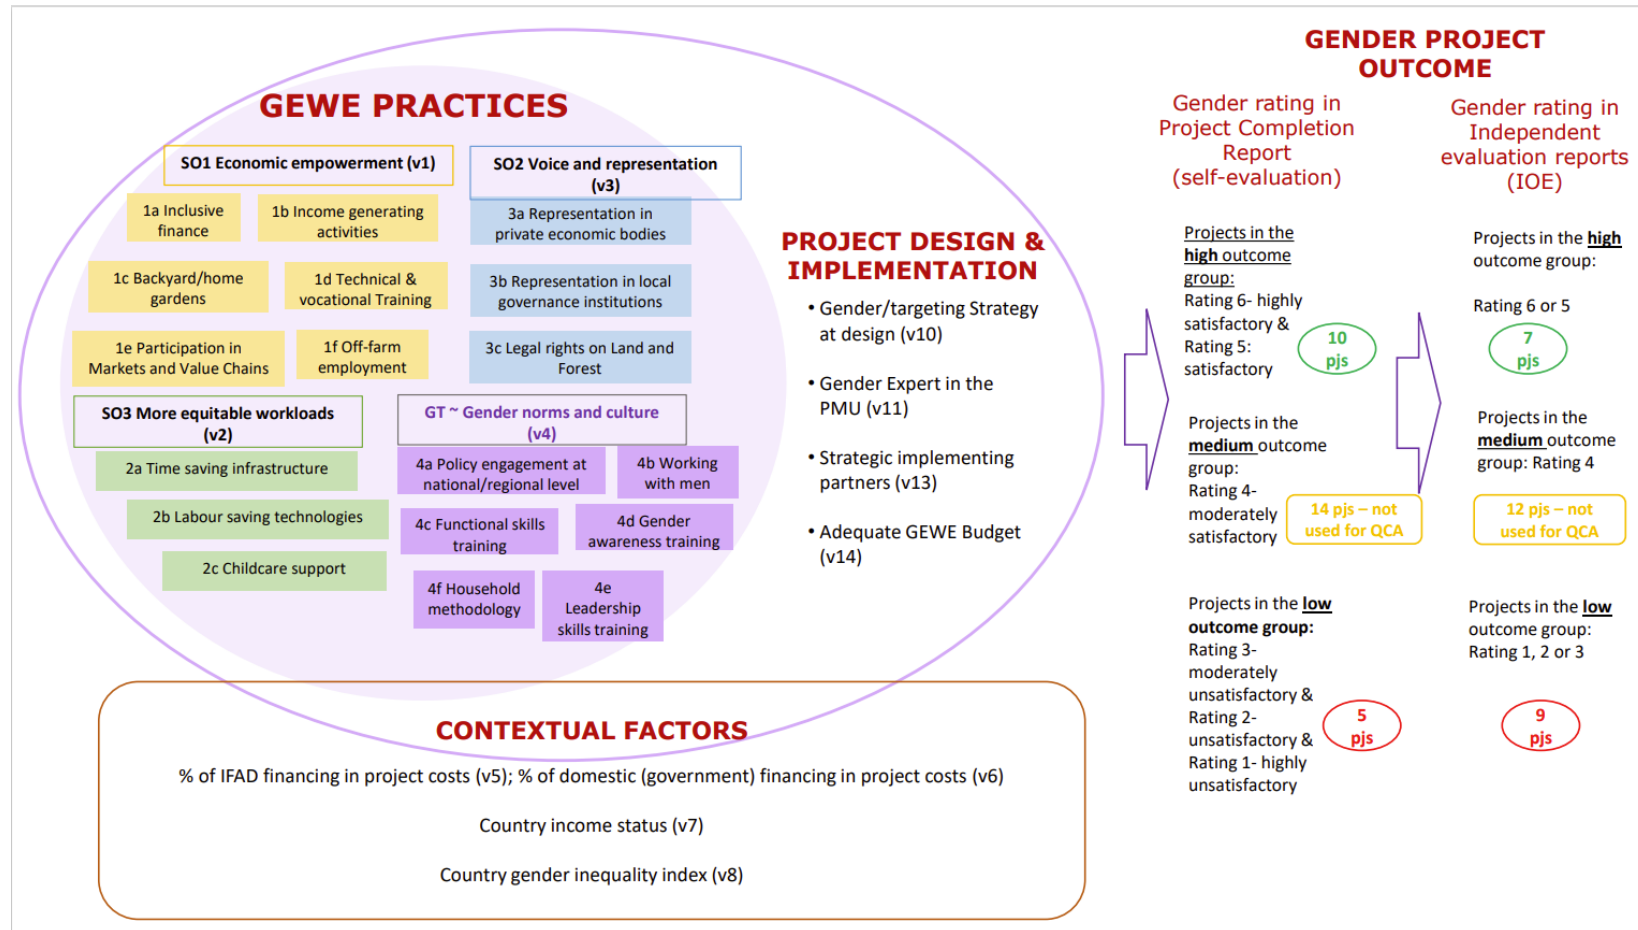 GEWE PRACTICES
SO1 Economic empowerment (v1)
1a Inclusive
finance
1b Income generating
activities
1c Backyard/home
gardens
1d Technical &
vocational Training
1e Participation in
Markets and Value Chains
1f Off-farm
employment
SO2 Voice and representation
(v3)
3a Representation in
private economic bodies
3b Representation in local
governance institutions
3c Legal rights on Land and
Forest
SO3 More equitable workloads
(v2)
2a Time saving infrastructure
2b Labour saving technologies
2c Childcare support
GT ~ Gender norms and culture
(v4)
4a Policy engagement at
national/regional level
4b Working
with men
4c Functional skills
training
4d Gender
awareness training
4f Household
methodology
4e
Leadership
skills training
PROJECT DESIGN &
IMPLEMENTATION
• Gender/targeting Strategy
at design (v10)
• Gender Expert in the
PMU (v11)
• Strategic implementing
partners (v13)
• Adequate GEWE Budget
(v14)
CONTEXTUAL FACTORS
% of IFAD financing in project costs (v5); % of domestic (government) financing in project costs (v6)
Country income status (v7)
Country gender inequality index (v8)
GENDER PROJECT
OUTCOME
Gender rating in
Project Completion
Report
(self-evaluation)
Projects in the
high outcome
group:
Rating 6- highly
satisfactory &
Rating 5:
satisfactory
10
pjs
Projects in the
medium outcome
group:
Rating 4-
moderately
satisfactory
14 pjs – not
used for QCA
Projects in the low
outcome group:
Rating 3-
moderately
unsatisfactory &
Rating 2-
unsatisfactory &
Rating 1- highly
unsatisfactory
5
pjs
Gender rating in
Independent
evaluation reports
(IOE)
Projects in the high
outcome group:
Rating 6 or 5
7
pjs
Projects in the
medium outcome
group: Rating 4
12 pjs – not
used for QCA
Projects in the low
outcome group:
Rating 1, 2 or 3
9
pjs